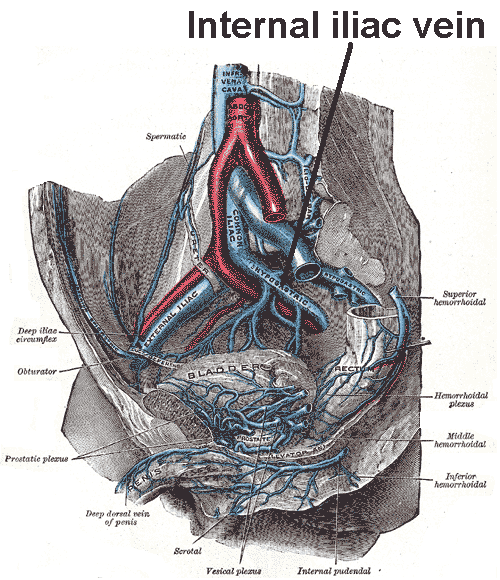 Internal iliac vein
INFR
VENA
CAVA
Spermatic
URETER
COMMON
ILIAC
HYPOGASTRIC
EXTERNAL ILIAC
Superior
hemorrhoidal
Deep iliac
circumflex
Obturator
BLADDER
RECTUM
Hemorrhoidal
plexus
PROSTATE
Middle
hemorrhoidal
Prostatic plexus
LEVATOR ANI
Inferior
hemorrhoidal
PENIS
Deep dorsal vein
of penis
Scrotal
Vesical plexus
Internal pudendal